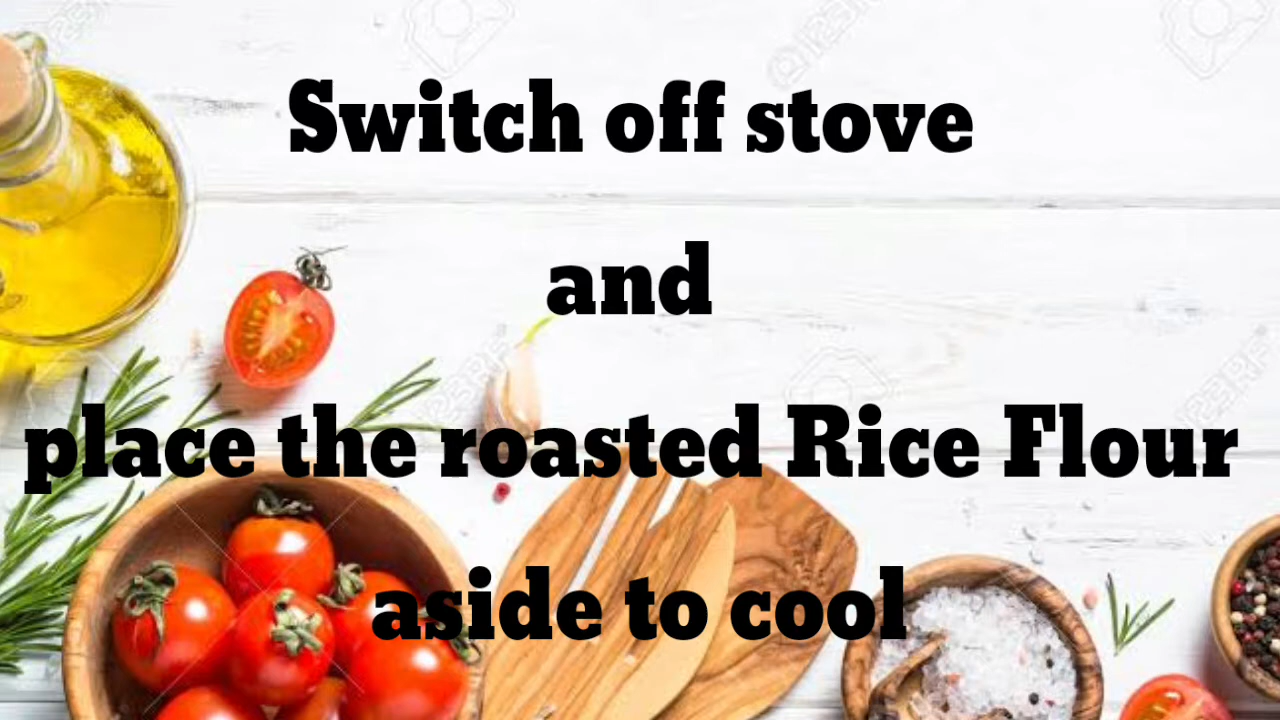 Switch off stove
and
place the roasted Rice Flour
aside to cool